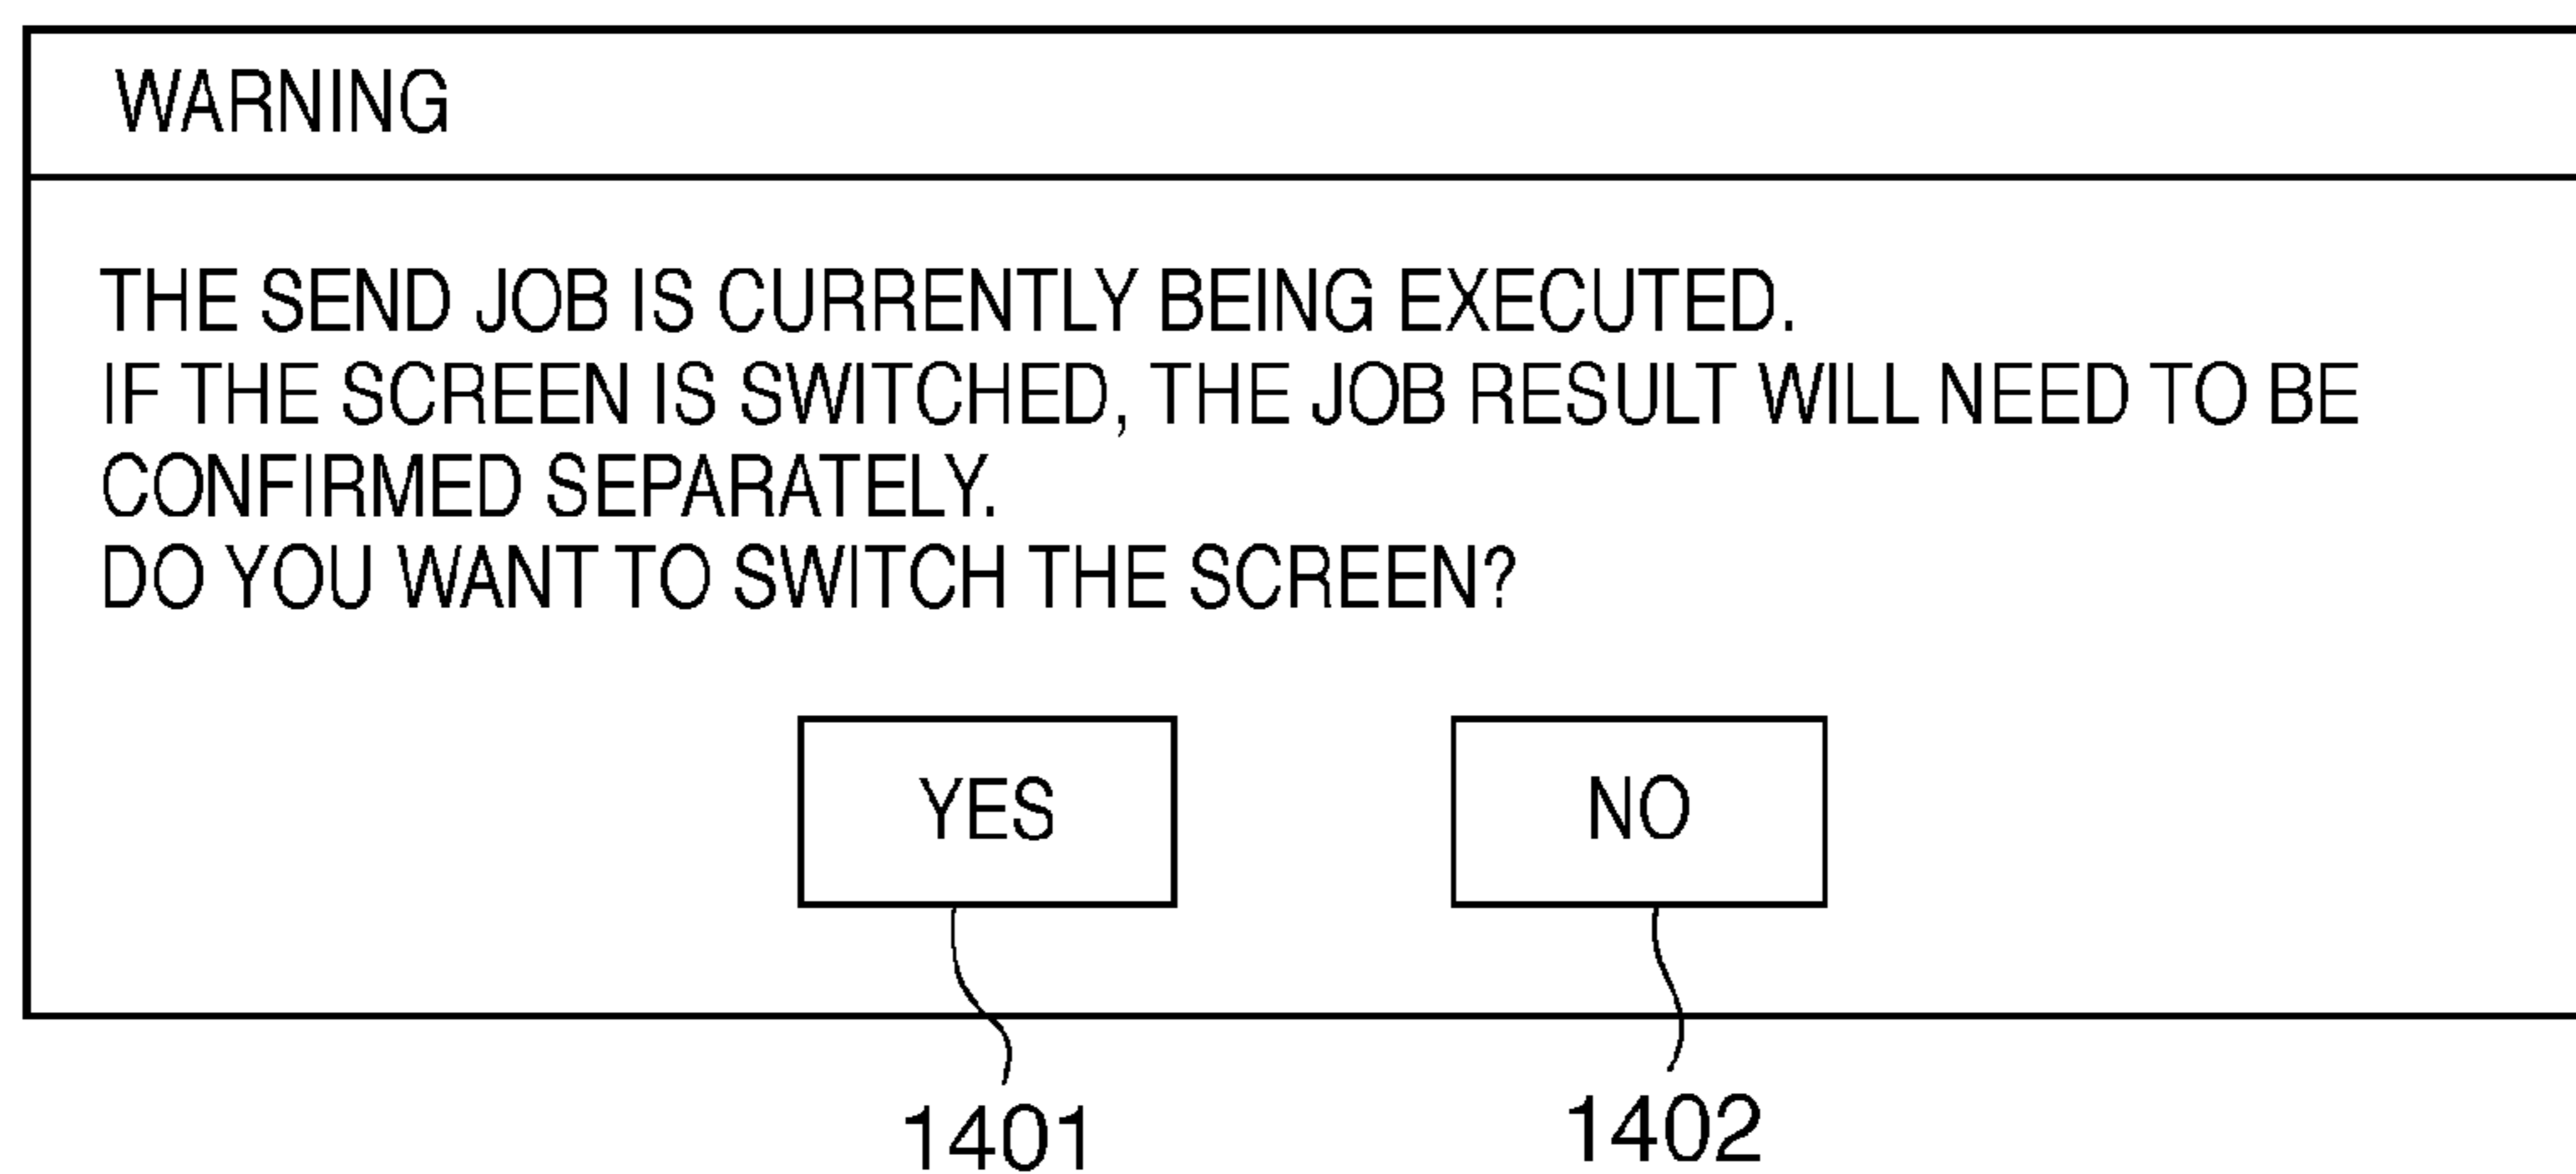 WARNING
THE SEND JOB IS CURRENTLY BEING EXECUTED.
IF THE SCREEN IS SWITCHED, THE JOB RESULT WILL NEED TO BE
CONFIRMED SEPARATELY.
DO YOU WANT TO SWITCH THE SCREEN?
YES NO
1401 1402